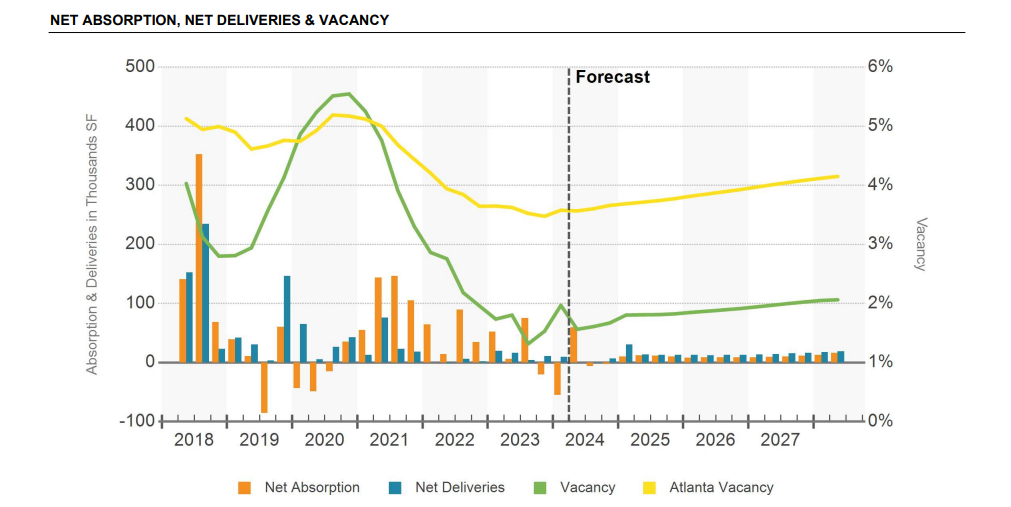 NET ABSORPTION, NET DELIVERIES & VACANCY
500
400
300
200
100
0
-100
Absorption & Deliveries in Thousands SF
Forecast
6%
5%
4%
3%
2%
1%
0%
Vacancy
2018 2019 2020 2021 2022 2023 2024 2025 2026 2027
Net Absorption Net Deliveries Vacancy Atlanta Vacancy